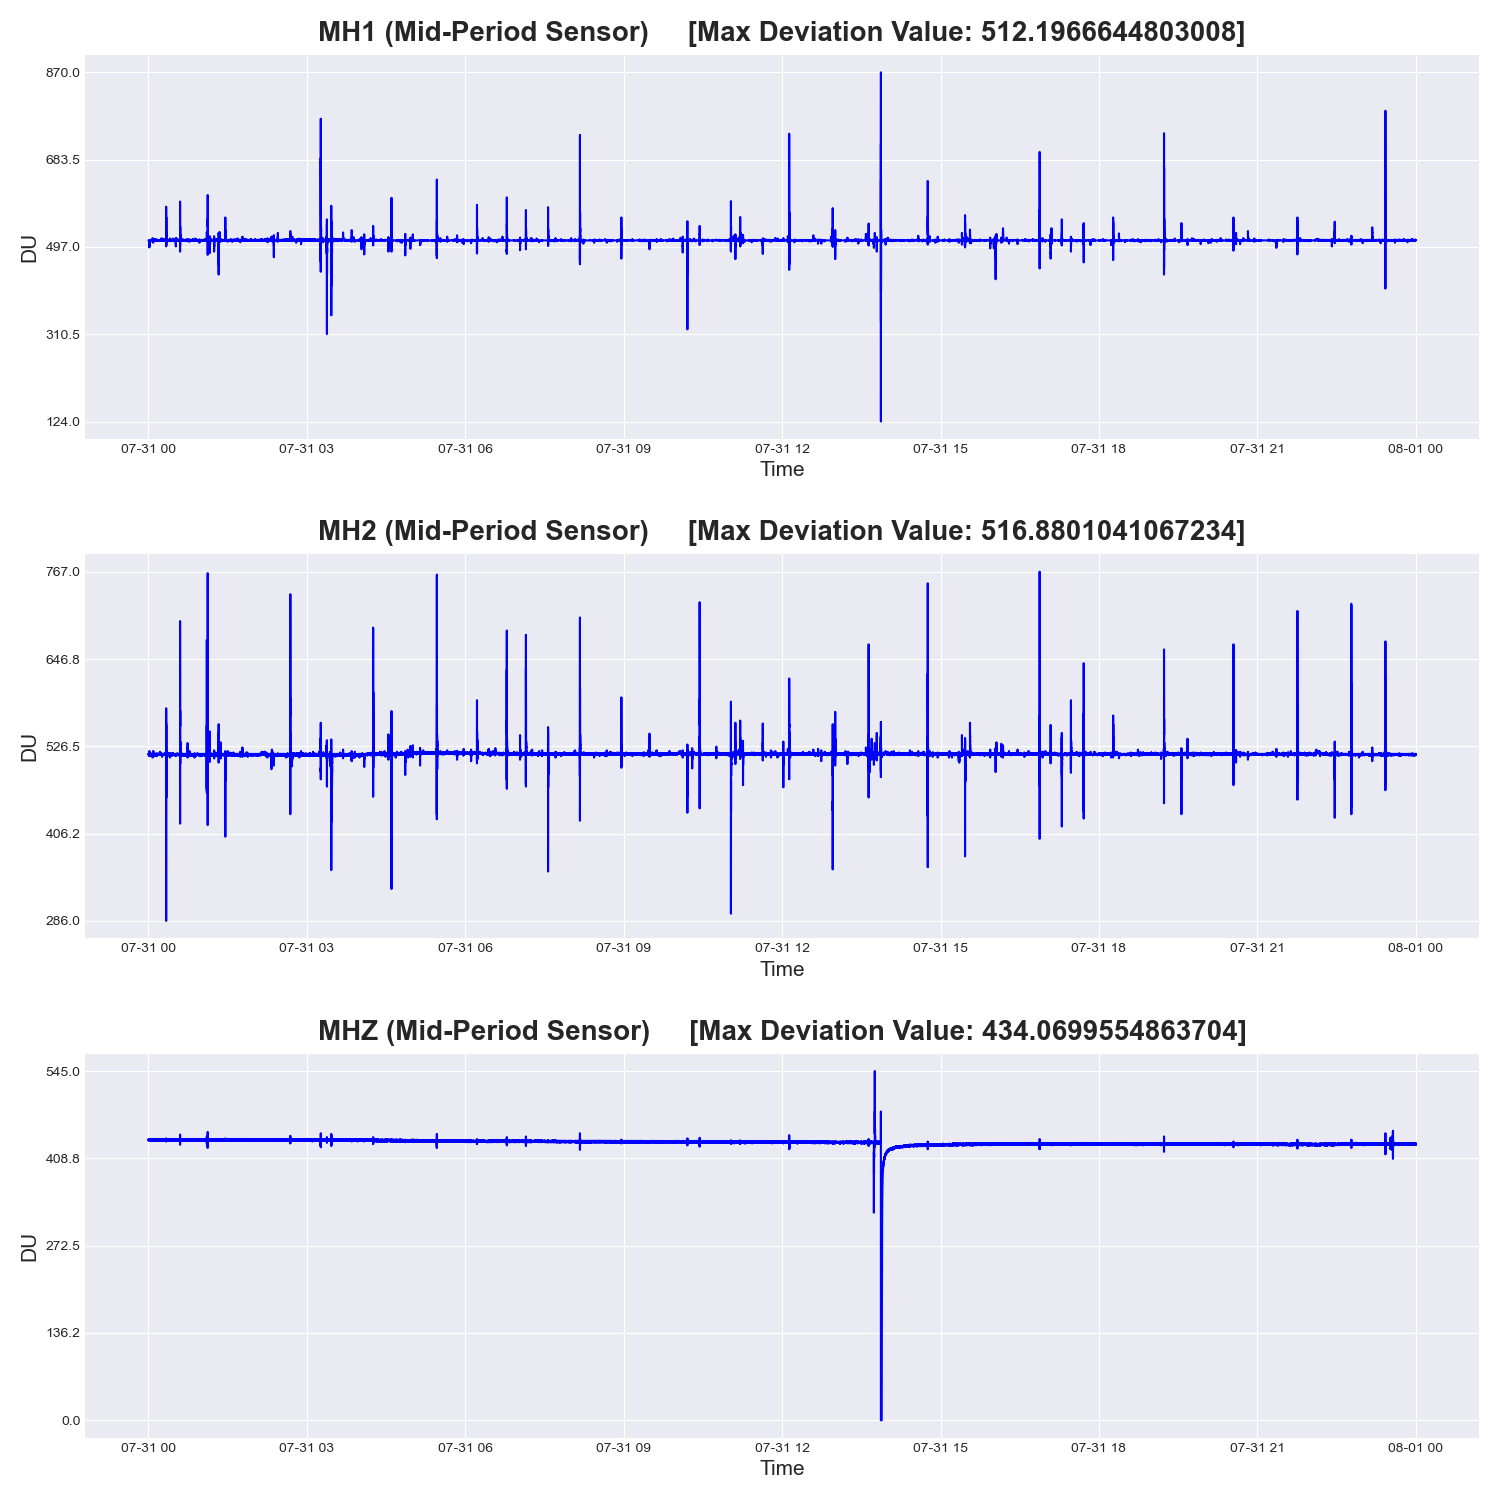 MH1 (Mid-Period Sensor) [Max Deviation Value: 512.1966644803008]
870.0
683.5
497.0
310.5
124.0
DU
07-31 00 07-31 03 07-31 06 07-31 09 07-31 12 07-31 15 07-31 18 07-31 21 08-01 00
Time
MH2 (Mid-Period Sensor) [Max Deviation Value: 516.8801041067234]
767.0
646.8
526.5
406.2
286.0
DU
07-31 00 07-31 03 07-31 06 07-31 09 07-31 12 07-31 15 07-31 18 07-31 21 08-01 00
Time
MHZ (Mid-Period Sensor) [Max Deviation Value: 434.0699554863704]
545.0
408.8
272.5
136.2
0.0
DU
07-31 00 07-31 03 07-31 06 07-31 09 07-31 12 07-31 15 07-31 18 07-31 21 08-01 00
Time